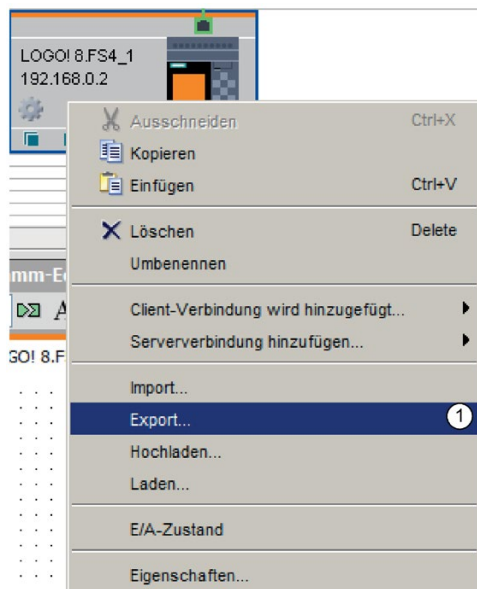 LOGO! 8.FS4_1
192.168.0.2
Ausschneiden Ctrl+X
Kopieren
Einfügen Ctrl+V
Löschen Delete
Umbenennen
mm-E
A
Client-Verbindung wird hinzugefügt...
Serververbindung hinzufügen...
GO! 8.F
Import...
Export... 1
Hochladen...
Laden...
E/A-Zustand
Eigenschaften...